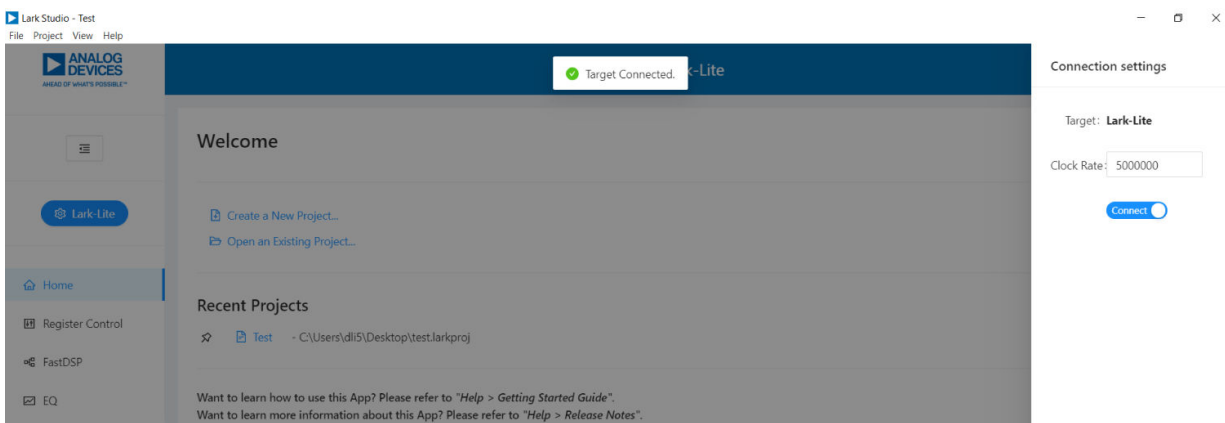 Lark Studio - Test
File Project View Help
ANALOG
DEVICES
AHEAD OF WHAT'S POSSIBLE™
Target Connected.
k-Lite
Connection settings
Target: Lark-Lite
Clock Rate: 5000000
Connect
Lark-Lite
Home
Register Control
FastDSP
EQ
Welcome
Create a New Project...
Open an Existing Project...
Recent Projects
Test - C:\Users\dli5\Desktop\test.larkproj
Want to learn how to use this App? Please refer to "Help > Getting Started Guide".
Want to learn more information about this App? Please refer to "Help > Release Notes".